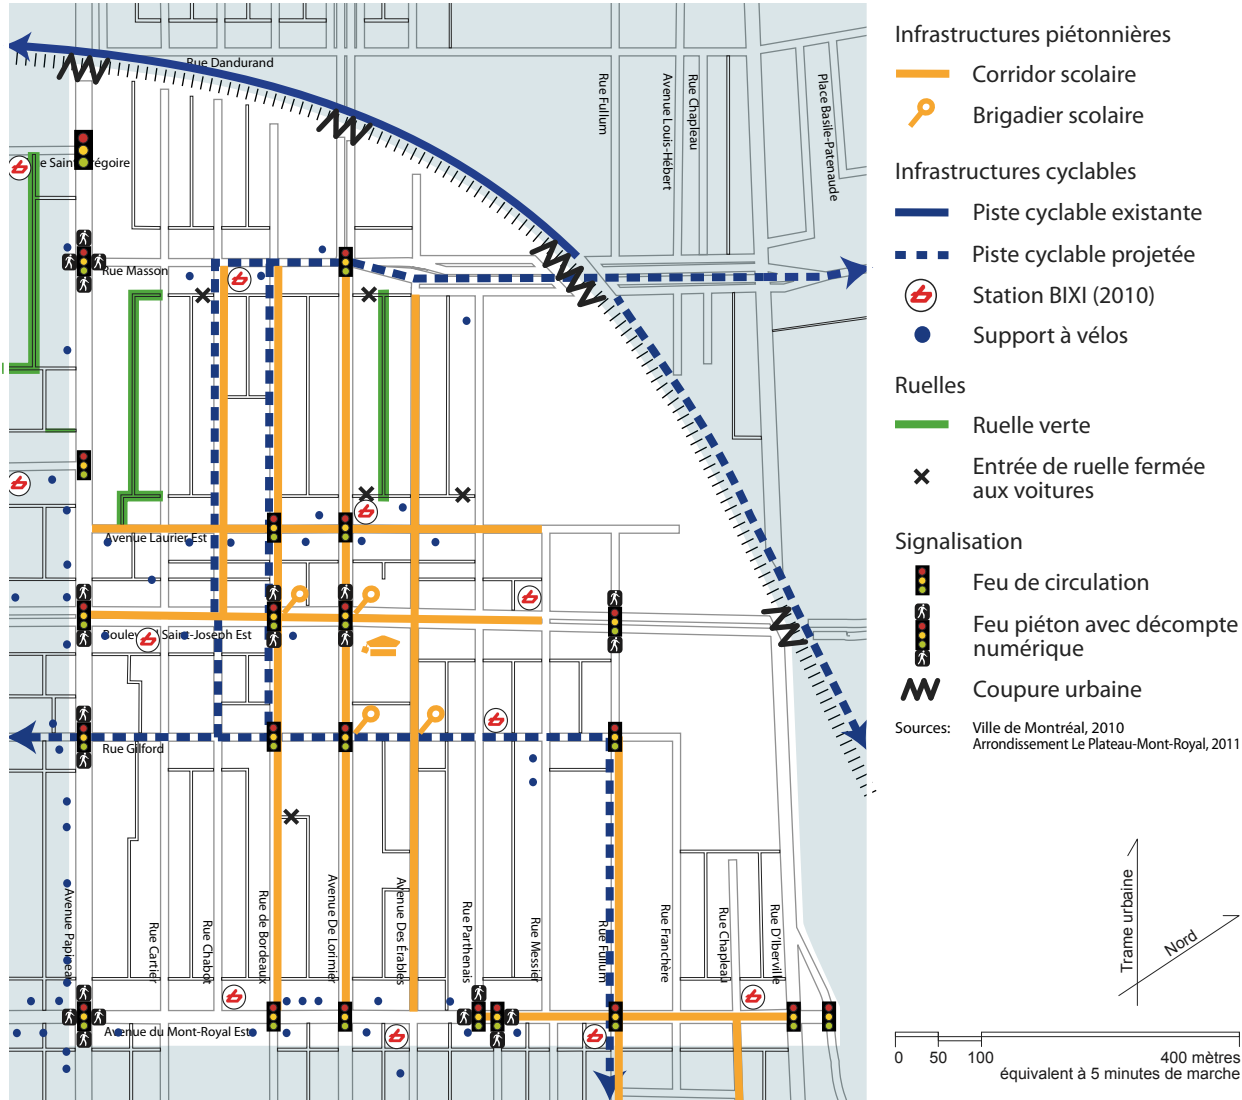 Rue Dandurand
e Saint-Grégoire
Rue Masson
Avenue Laurier Est
Boulevard Saint-Joseph Est
Rue Gilford
Avenue du Mont-Royal Est
Rue Fullum
Avenue Louis-Hébert
Rue Chapleau
Place Basile-Patenaude
Avenue Papineau
Rue Cartier
Rue Chabot
Rue de Bordeaux
Avenue De Lorimier
Avenue Des Érables
Rue Parthenais
Rue Messier
Rue Fullum
Rue Franchère
Rue Chapleau
Rue D'Iberville
Infrastructures piétonnières
Corridor scolaire
Brigadier scolaire
Infrastructures cyclables
Piste cyclable existante
Piste cyclable projetée
Station BIXI (2010)
Support à vélos
Ruelles
Ruelle verte
Entrée de ruelle fermée
aux voitures
Signalisation
Feu de circulation
Feu piéton avec décompte
numérique
Coupure urbaine
Sources: Ville de Montréal, 2010
Arrondissement Le Plateau-Mont-Royal, 2011
Trame urbaine
Nord
0 50 100 400 mètres
équivalent à 5 minutes de marche